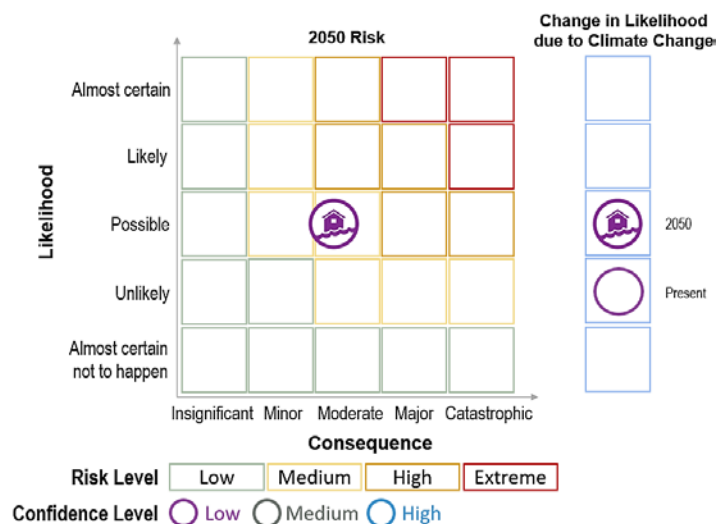 2050 Risk
Change in Likelihood
due to Climate Change
Likelihood
Almost certain
Likely
Possible
Unlikely
Almost certain
not to happen
2050
Present
Insignificant Minor Moderate Major Catastrophic
Consequence
Risk Level Low Medium High Extreme
Confidence Level Low Medium High